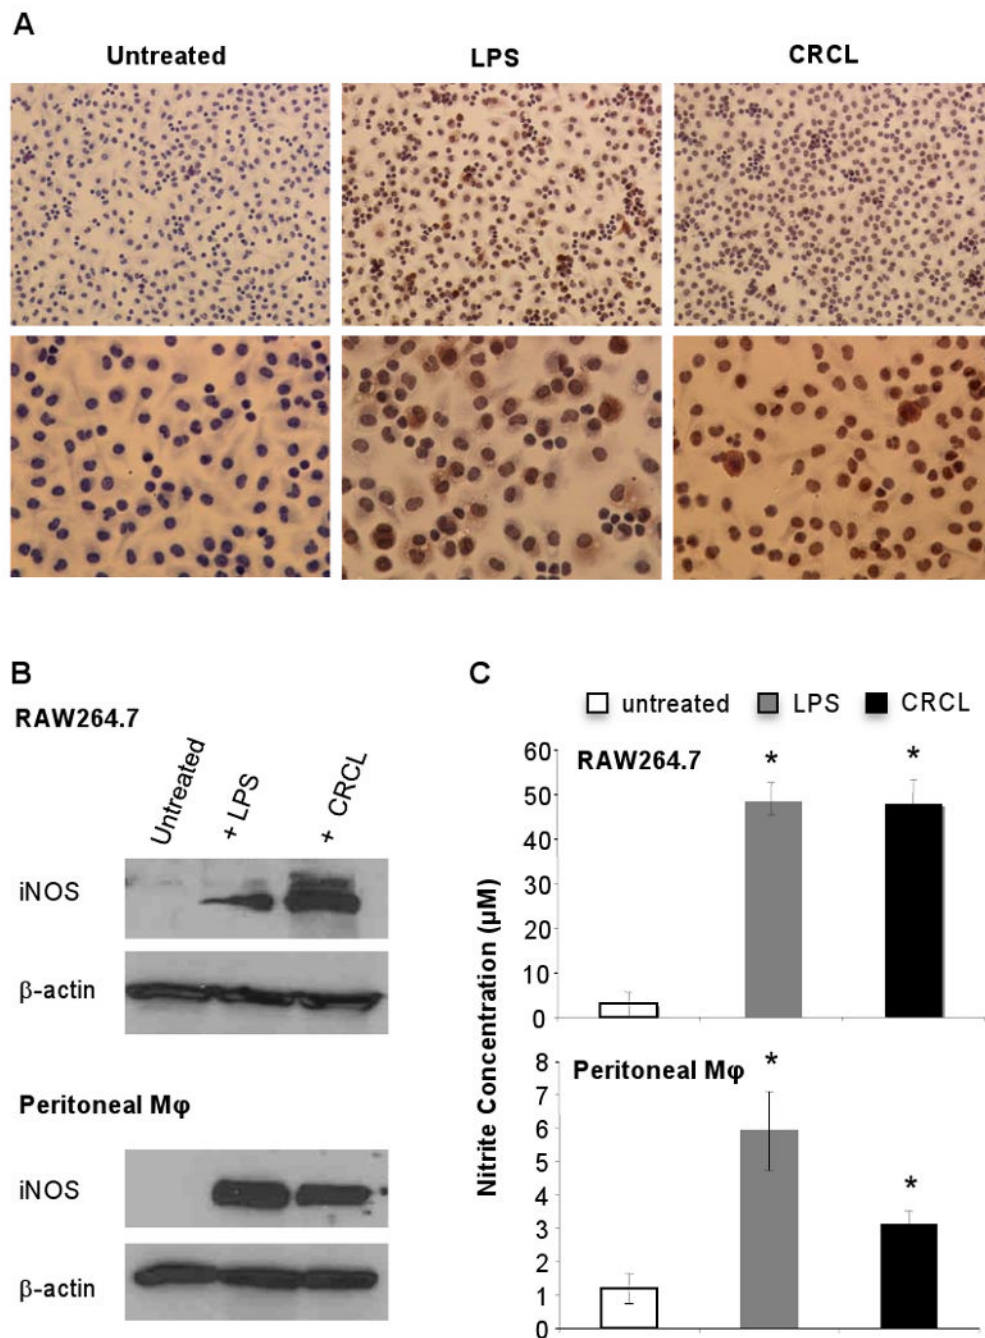 A
Untreated LPS CRCL
B
RAW264.7
Untreated
+ LPS
+ CRCL
iNOS
β-actin
Peritoneal Mφ
iNOS
β-actin
C
untreated LPS CRCL
Nitrite Concentration (µM)
RAW264.7
* *
60
50
40
30
20
10
0
Peritoneal Mφ
*
*
8
7
6
5
4
3
2
1
0